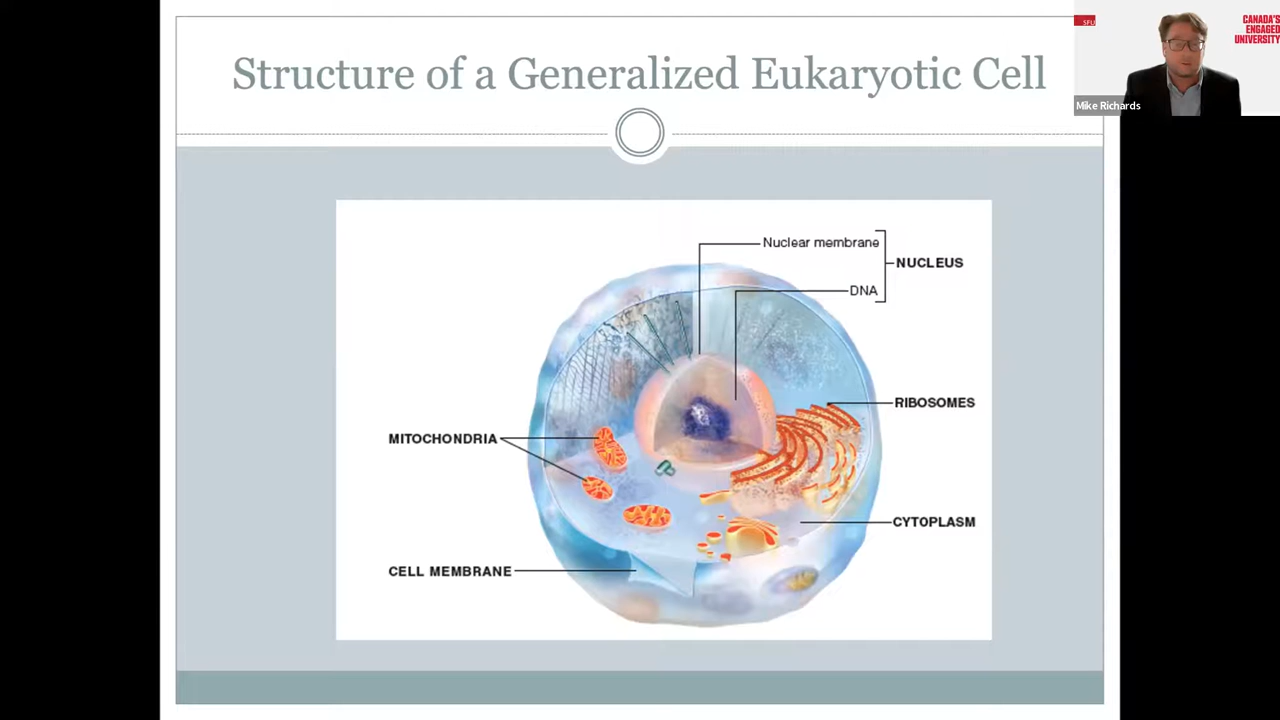 Structure of a Generalized Eukaryotic Cell
SFU
CANADA'S
ENGAGED
UNIVERSITY
Mike Richards
Nuclear membrane
NUCLEUS
DNA
RIBOSOMES
MITOCHONDRIA
CYTOPLASM
CELL MEMBRANE